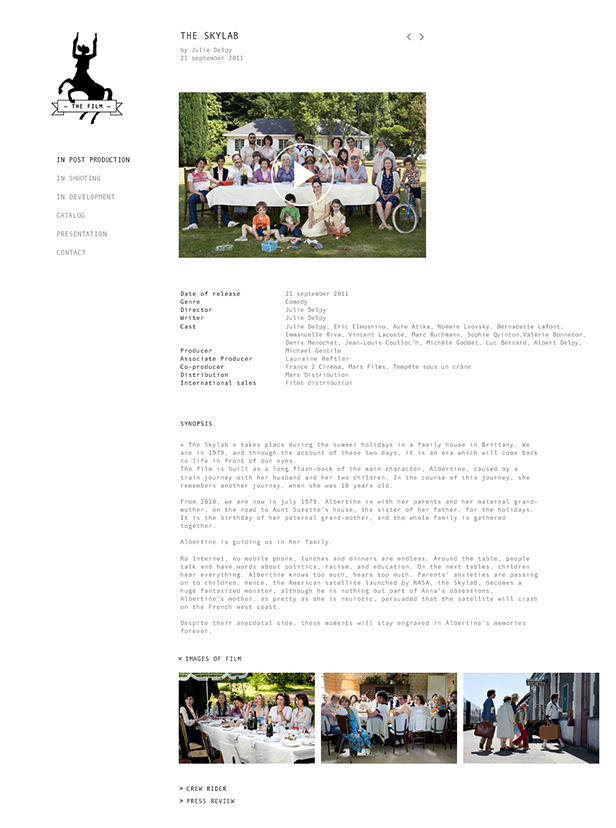 THE SKYLAB
by Julie Delpy
21 september 2011
– THE FILM –
IN POST PRODUCTION
IN SHOOTING
IN DEVELOPMENT
CATALOG
PRESENTATION
CONTACT
Date of release 21 september 2011
Genre Comedy
Director Julie Delpy
Writer Julie Delpy
Cast Julie Delpy, Eric Elmosnino, Aure Atika, Noémie Lvovsky, Bernadette Lafont,
Emmanuelle Riva, Vincent Lacoste, Marc Ruchmann, Sophie Quinton,Valérie Bonneton,
Denis Menochet, Jean-Louis Coulloc'h, Michèle Goddet, Luc Bernard, Albert Delpy,
Producer Michael Gentile
Associate Producer Lauraine Heftler
Co-producer France 2 Cinéma, Mars Films, Tempête sous un crâne
Distribution Mars Distribution
International sales Films distribution
SYNOPSIS
« The Skylab » takes place during the summer holidays in a family house in Brittany. We
are in 1979, and through the account of these two days, it is an era which will come back
to life in front of our eyes.
The film is built as a long flash-back of the main character, Albertine, caused by a
train journey with her husband and her two children. In the course of this journey, she
remembers another journey, when she was 10 years old.
From 2010, we are now in july 1979. Albertine is with her parents and her maternal grand-
mother, on the road to Aunt Suzette's house, the sister of her father, for the holidays.
It is the birthday of her paternal grand-mother, and the whole family is gathered
together.
Albertine is guiding us in her family.
No Internet, no mobile phone, lunches and dinners are endless. Around the table, people
talk and have words about politics, racism, and education. On the next tables, children
hear everything. Albertine knows too much, hears too much. Parents' anxieties are passing
on to children. Hence, the American satellite launched by NASA, the Skylab, becomes a
huge fantasized monster, although he is nothing but part of Anna's obsessions,
Albertine's mother, as pretty as she is neurotic, persuaded that the satellite will crash
on the French west coast.
Despite their anecdotal side, these moments will stay engraved in Albertine's memories
forever.
IMAGES OF FILM
> CREW RIDER
> PRESS REVIEW